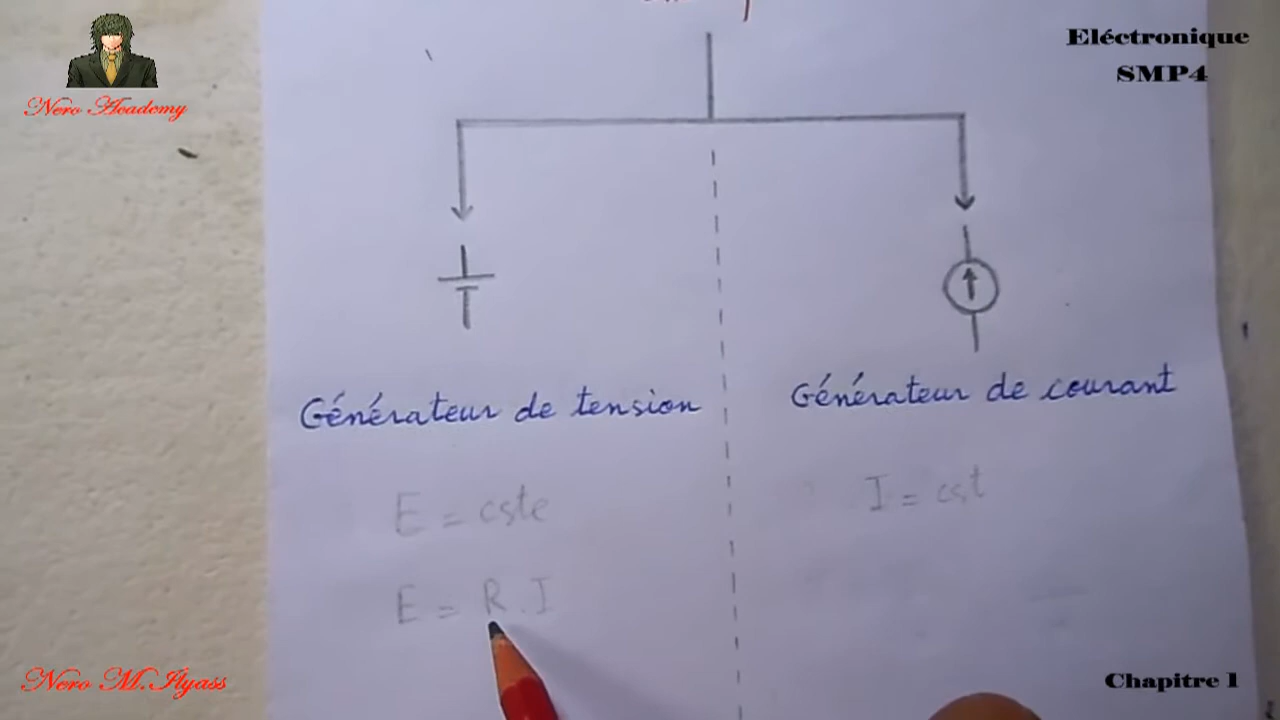 Nero Academy
Eléctronique
SMP4
Générateur de tension
Générateur de courant
E = cste
I = cst
E = R.I
Nero M.Ilyass
Chapitre 1